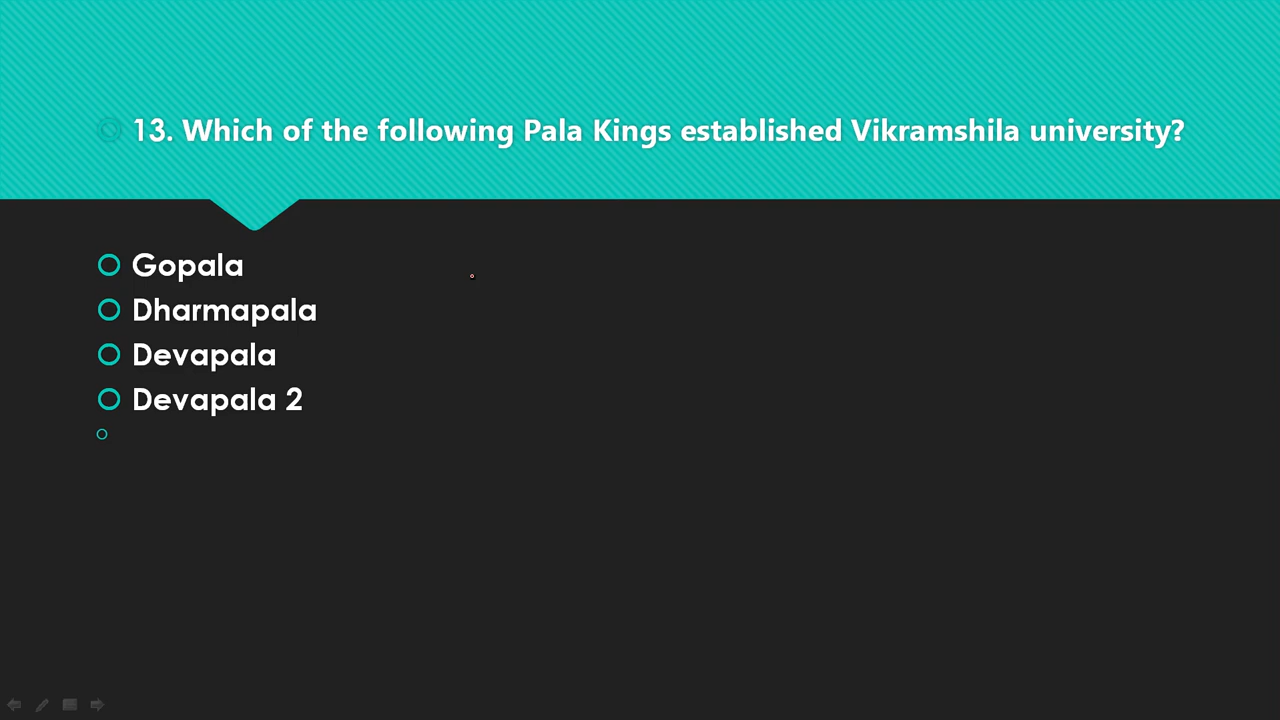 13. Which of the following Pala Kings established Vikramshila university?
Gopala
Dharmapala
Devapala
Devapala 2